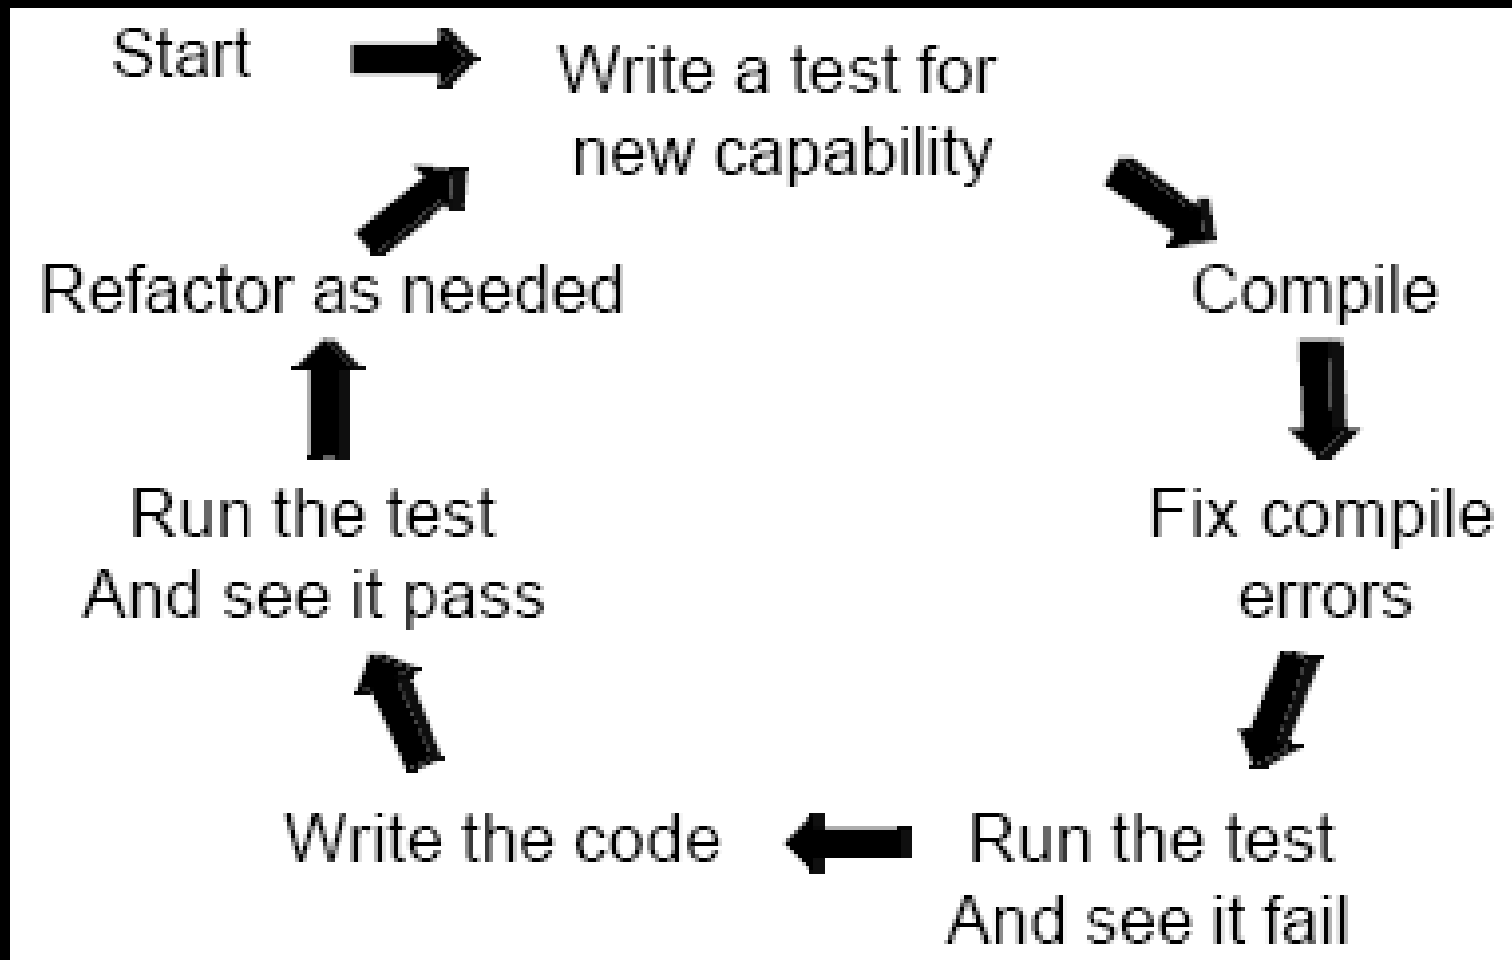 Start
Write a test for
new capability
Compile
Fix compile
errors
Run the test
And see it fail
Write the code
Run the test
And see it pass
Refactor as needed